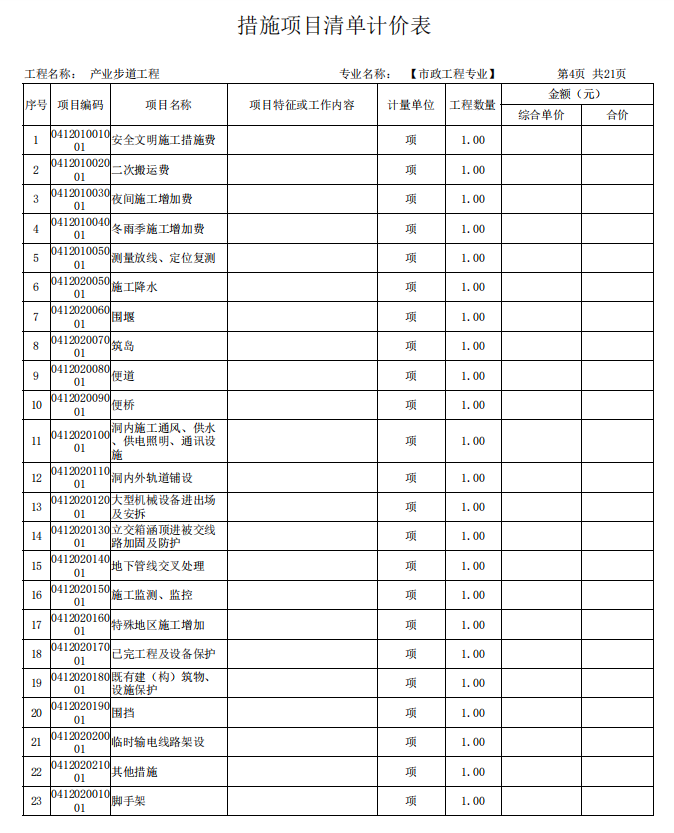 措施项目清单计价表
工程名称： 产业步道工程 专业名称： 【市政工程专业】 第4页 共21页
序号 项目编码 项目名称 项目特征或工作内容 计量单位 工程数量 金额（元）
综合单价 合价
1 041201001001 安全文明施工措施费 项 1.00
2 041201002001 二次搬运费 项 1.00
3 041201003001 夜间施工增加费 项 1.00
4 041201004001 冬雨季施工增加费 项 1.00
5 041201005001 测量放线、定位复测 项 1.00
6 041202005001 施工降水 项 1.00
7 041202006001 围堰 项 1.00
8 041202007001 筑岛 项 1.00
9 041202008001 便道 项 1.00
10 041202009001 便桥 项 1.00
11 041202010001 洞内施工通风、供水、供电照明、通讯设施 项 1.00
12 041202011001 洞内外轨道铺设 项 1.00
13 041202012001 大型机械设备进出场及安拆 项 1.00
14 041202013001 立交箱涵顶进被交线路加固及防护 项 1.00
15 041202014001 地下管线交叉处理 项 1.00
16 041202015001 施工监测、监控 项 1.00
17 041202016001 特殊地区施工增加 项 1.00
18 041202017001 已完工程及设备保护 项 1.00
19 041202018001 既有建（构）筑物、设施保护 项 1.00
20 041202019001 围挡 项 1.00
21 041202020001 临时输电线路架设 项 1.00
22 041202021001 其他措施 项 1.00
23 041202001001 脚手架 项 1.00